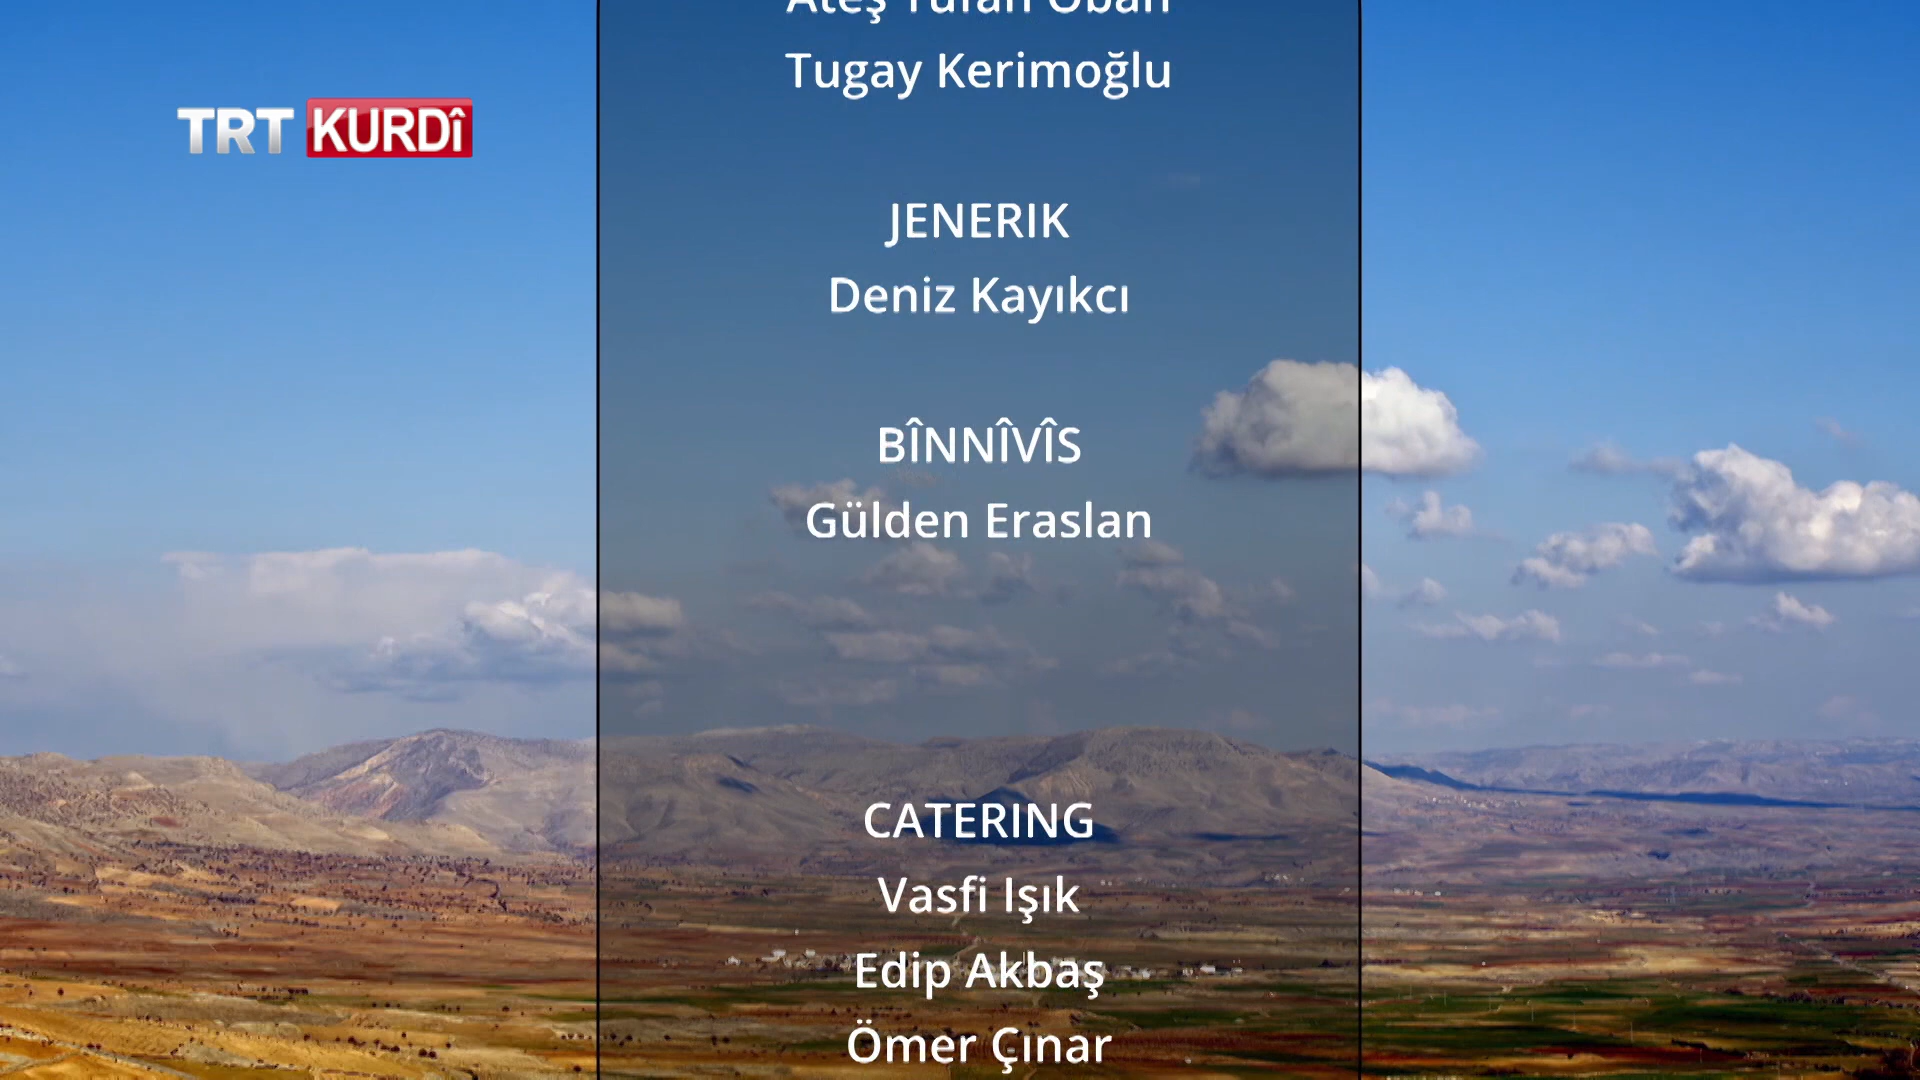 Tugay Kerimoğlu
TRT KURDÎ
JENERIK
Deniz Kayıkcı
BÎNNÎVÎS
Gülden Eraslan
CATERING
Vasfi Işık
Edip Akbaş
Ömer Çınar